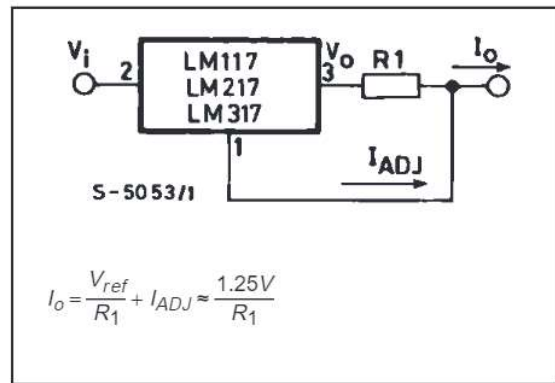 Vi
2
LM117
LM217
LM317
Vo
3
R1
Io
1
IADJ
S-5053/1
Io = Vref/R1 + IADJ ≈ 1.25V/R1